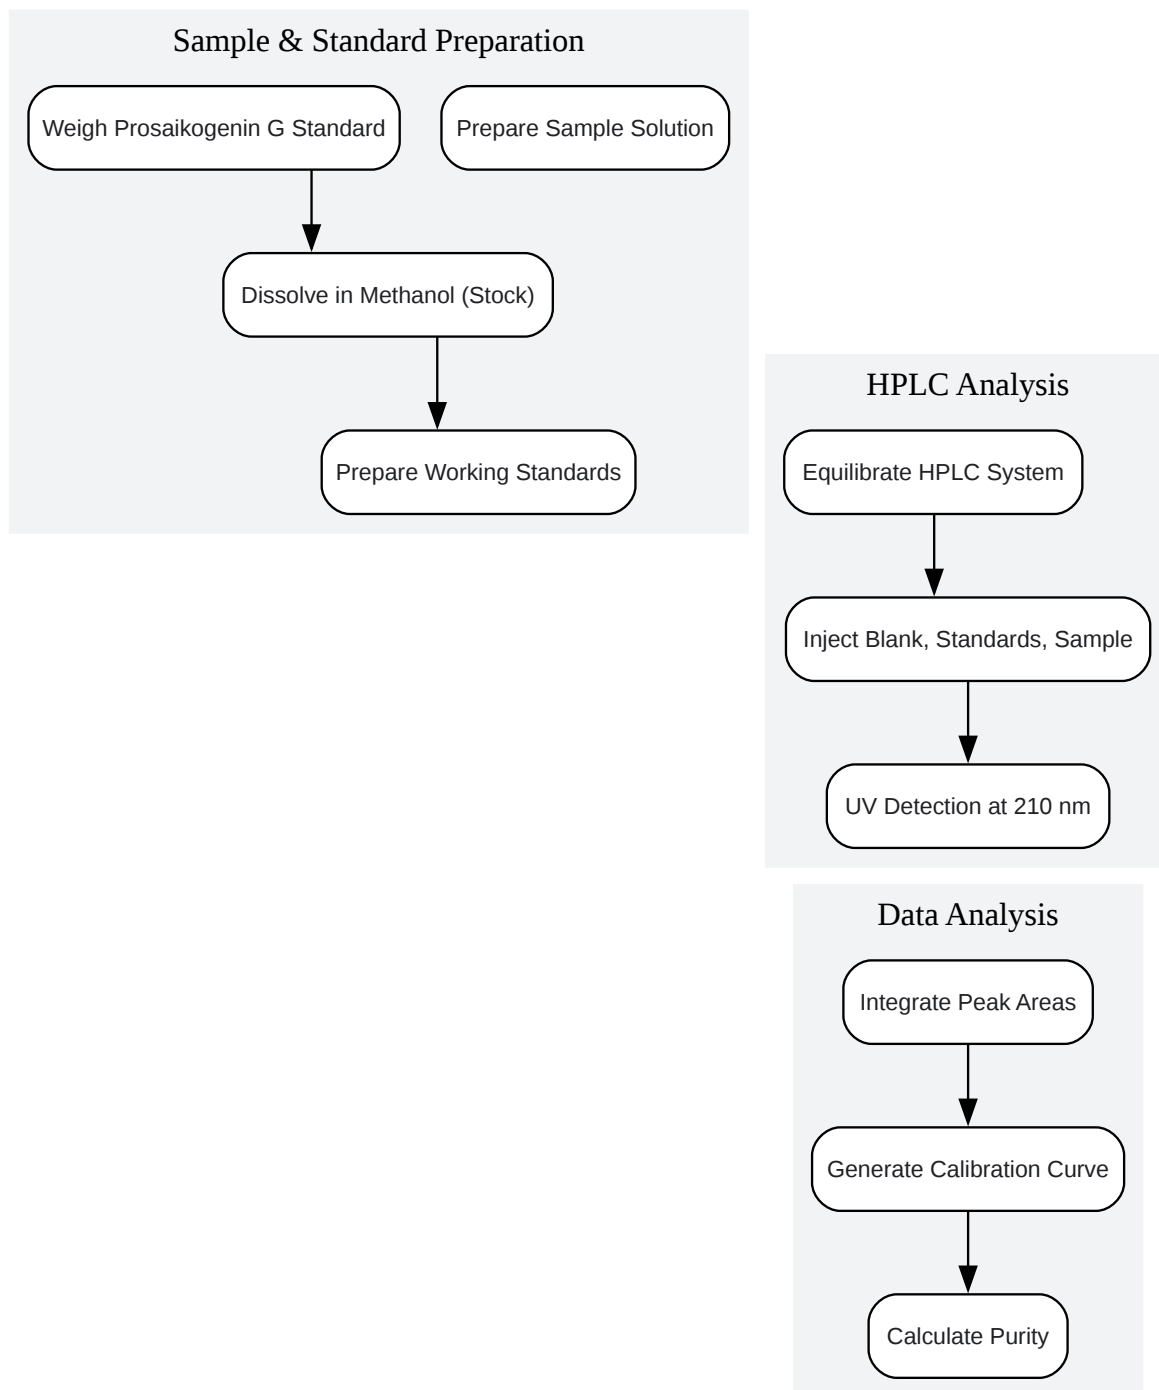 Sample & Standard Preparation
Weigh Prosaikogenin G Standard
Prepare Sample Solution
Dissolve in Methanol (Stock)
Prepare Working Standards
HPLC Analysis
Equilibrate HPLC System
Inject Blank, Standards, Sample
UV Detection at 210 nm
Data Analysis
Integrate Peak Areas
Generate Calibration Curve
Calculate Purity